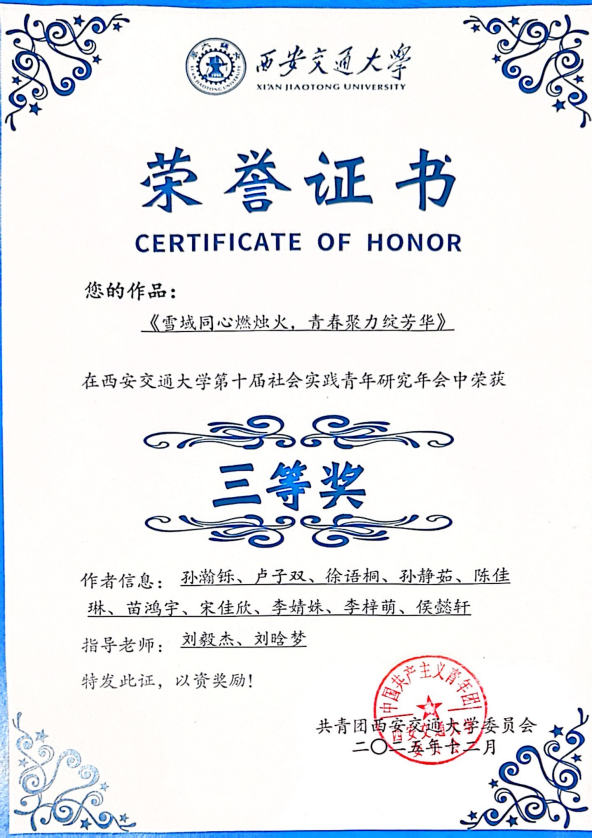 西安交通大学
XI'AN JIAOTONG UNIVERSITY
荣誉证书
CERTIFICATE OF HONOR
您的作品：
《雪域同心燃烛火，青春聚力绽芳华》
在西安交通大学第十届社会实践青年研究年会中荣获
三等奖
作者信息：孙瀚铄、卢子双、徐语桐、孙静茹、陈佳
琳、苗鸿宇、宋佳欣、李婧姝、李梓萌、侯懿轩
指导老师：刘毅杰、刘晗梦
特发此证，以资奖励！
中国共产主义青年团
西安交通大学
委员会
共青团西安交通大学委员会
二〇二五年十二月